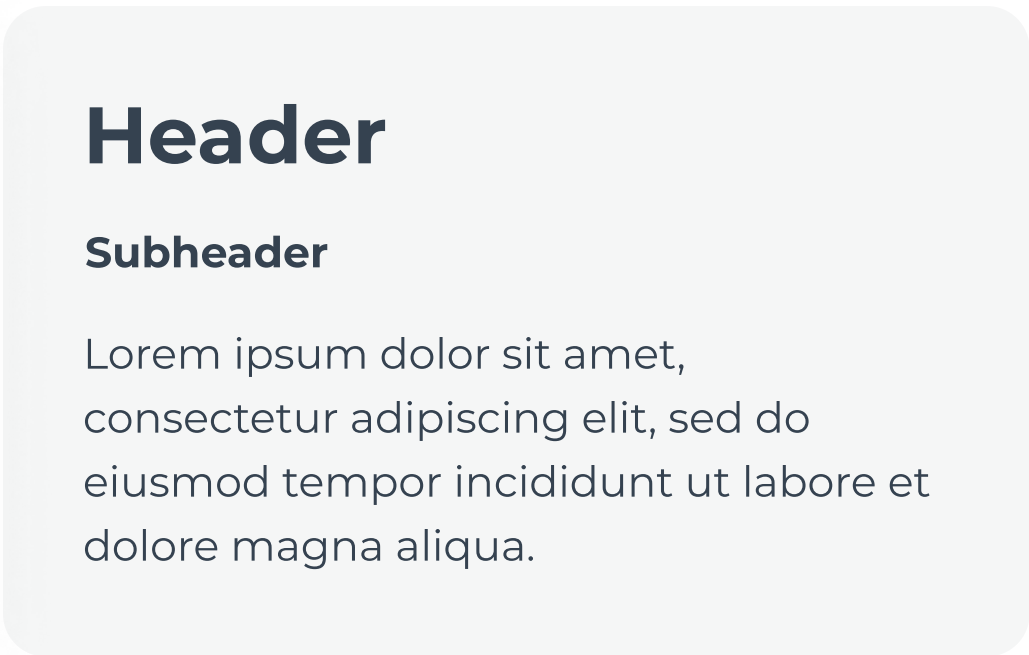 Header
Subheader
Lorem ipsum dolor sit amet,
consectetur adipiscing elit, sed do
eiusmod tempor incididunt ut labore et
dolore magna aliqua.